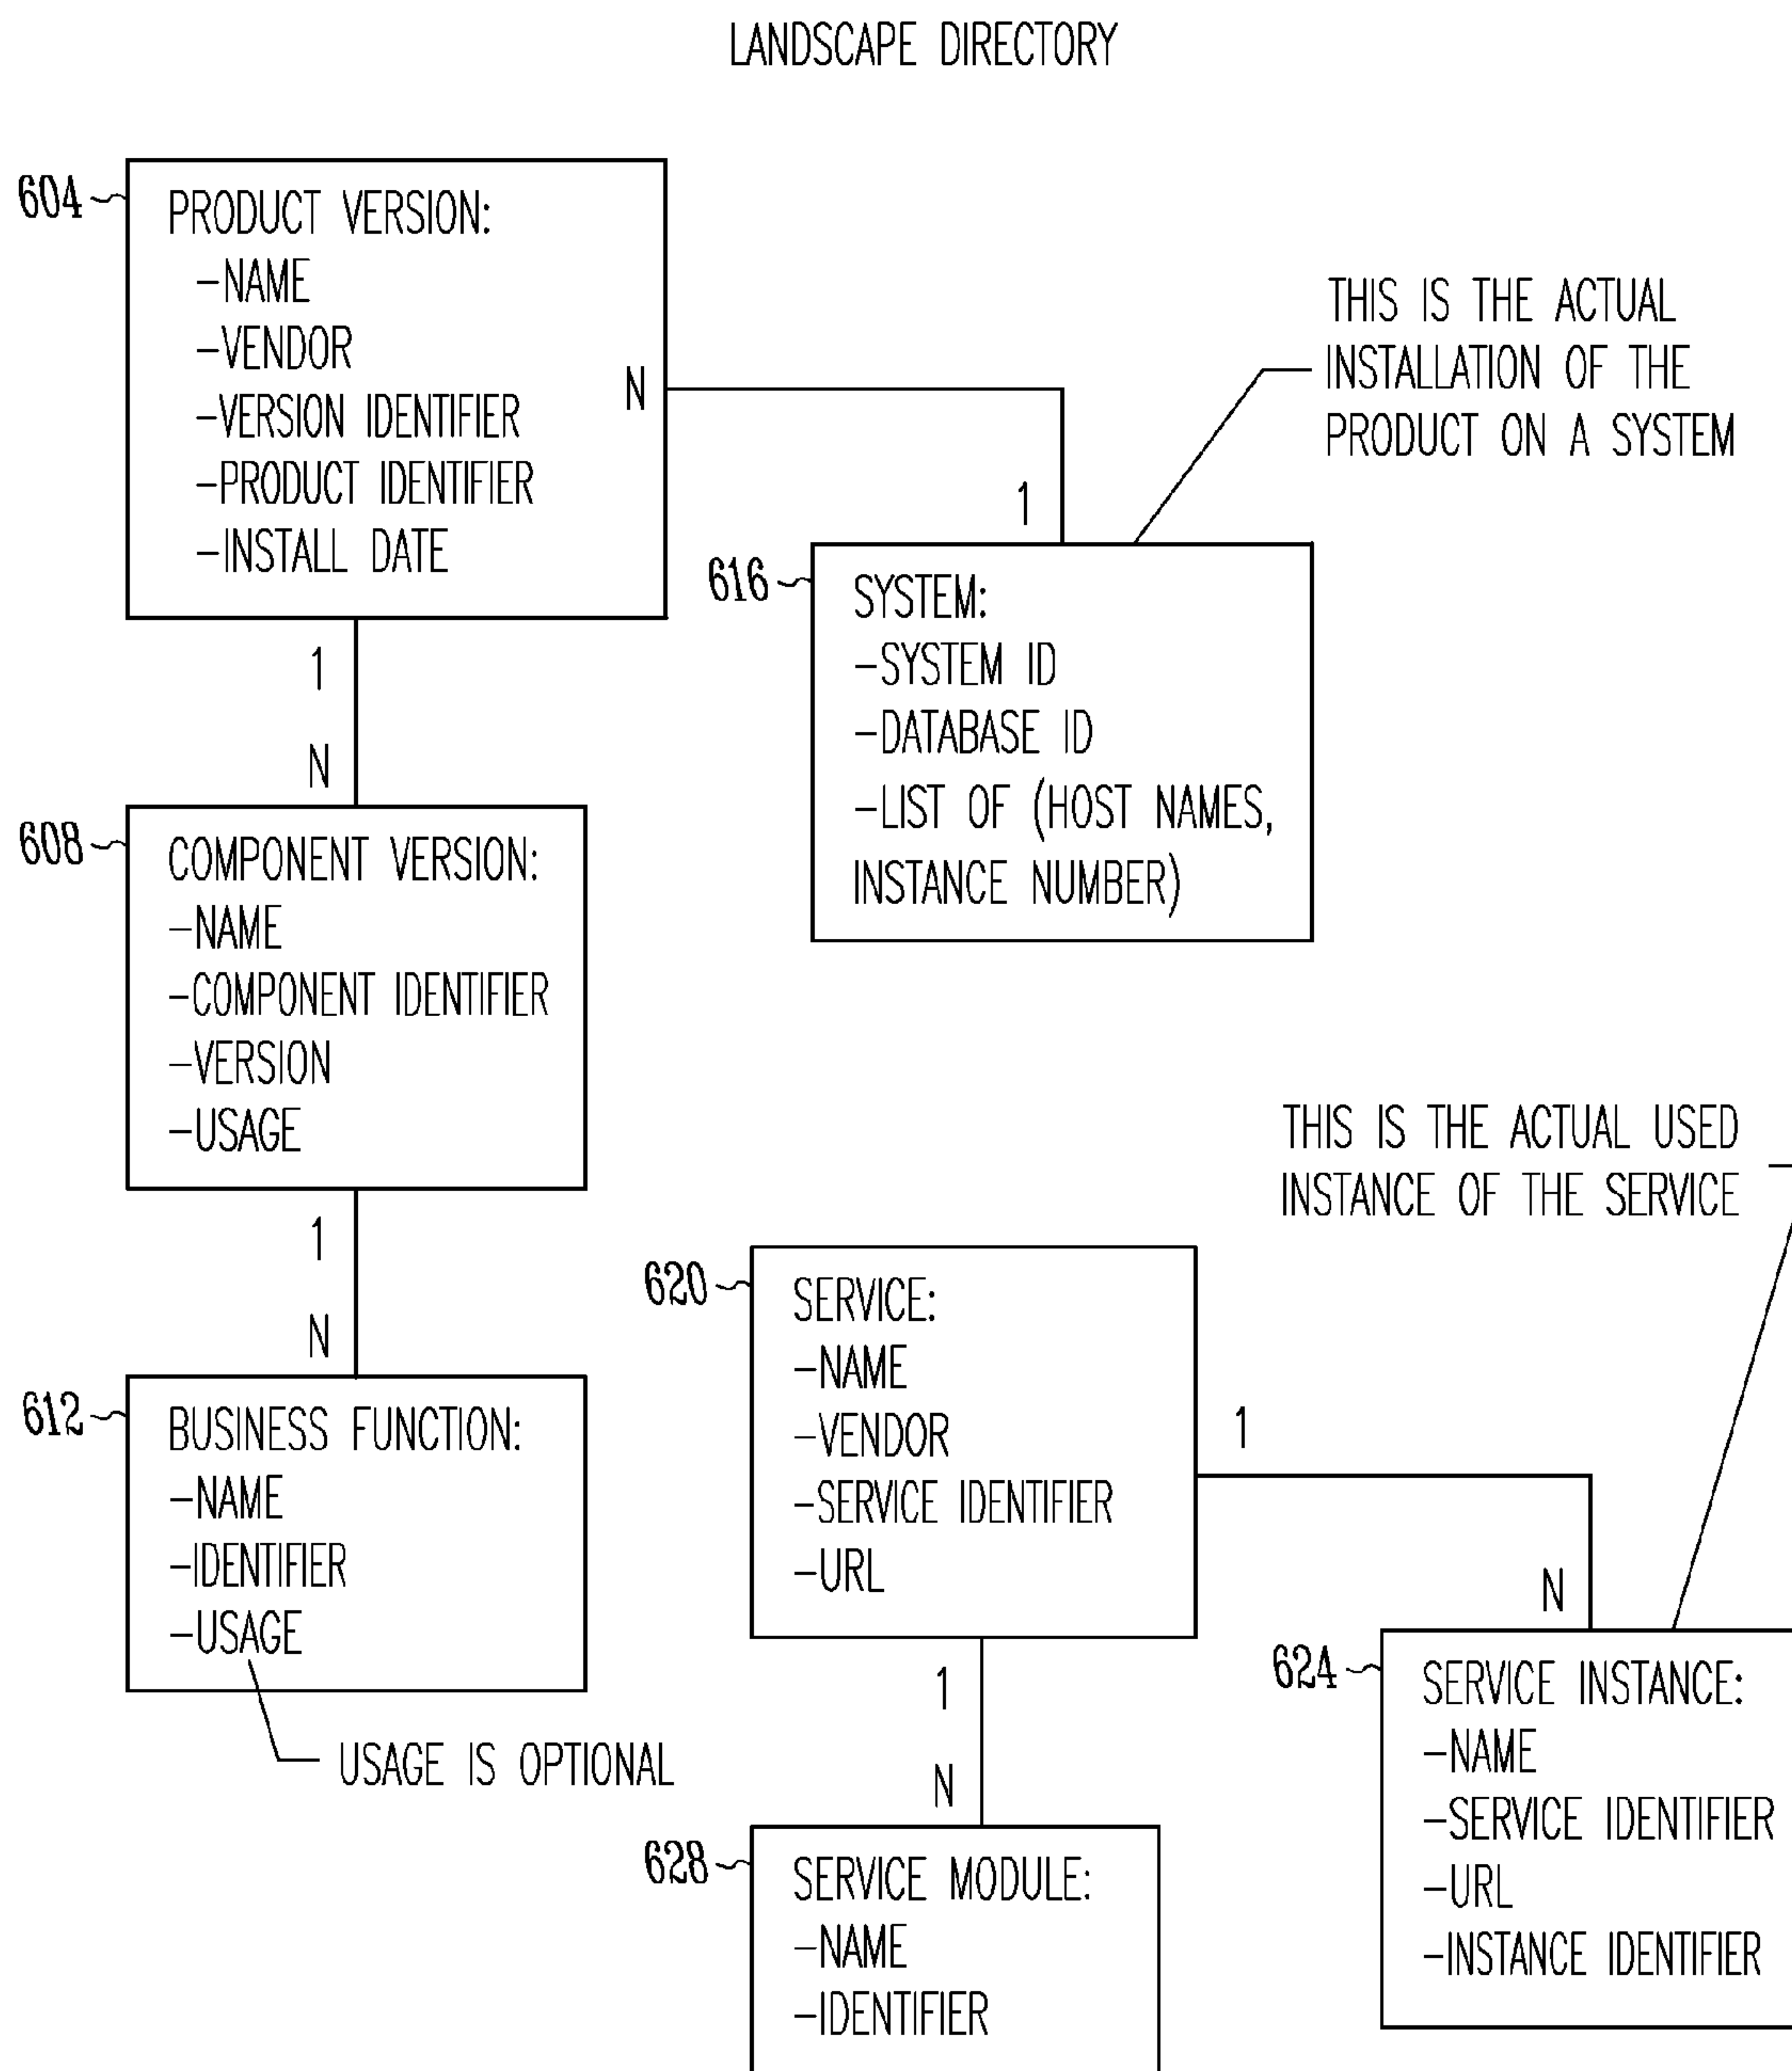 LANDSCAPE DIRECTORY
604
PRODUCT VERSION:
-NAME
-VENDOR
-VERSION IDENTIFIER
-PRODUCT IDENTIFIER
-INSTALL DATE
N
1
THIS IS THE ACTUAL
INSTALLATION OF THE
PRODUCT ON A SYSTEM
616
SYSTEM:
-SYSTEM ID
-DATABASE ID
-LIST OF (HOST NAMES,
INSTANCE NUMBER)
1
N
608
COMPONENT VERSION:
-NAME
-COMPONENT IDENTIFIER
-VERSION
-USAGE
1
N
612
BUSINESS FUNCTION:
-NAME
-IDENTIFIER
-USAGE
USAGE IS OPTIONAL
THIS IS THE ACTUAL USED
INSTANCE OF THE SERVICE
620
SERVICE:
-NAME
-VENDOR
-SERVICE IDENTIFIER
-URL
1
N
624
SERVICE INSTANCE:
-NAME
-SERVICE IDENTIFIER
-URL
-INSTANCE IDENTIFIER
1
N
628
SERVICE MODULE:
-NAME
-IDENTIFIER